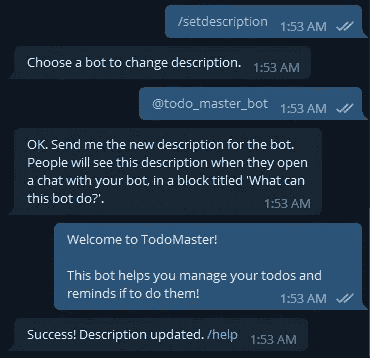 /setdescription 1:53 AM
Choose a bot to change description. 1:53 AM
@todo_master_bot 1:53 AM
OK. Send me the new description for the bot.
People will see this description when they open
a chat with your bot, in a block titled 'What can
this bot do?'. 1:53 AM
Welcome to TodoMaster!
This bot helps you manage your todos and
reminds if to do them! 1:53 AM
Success! Description updated. /help 1:53 AM